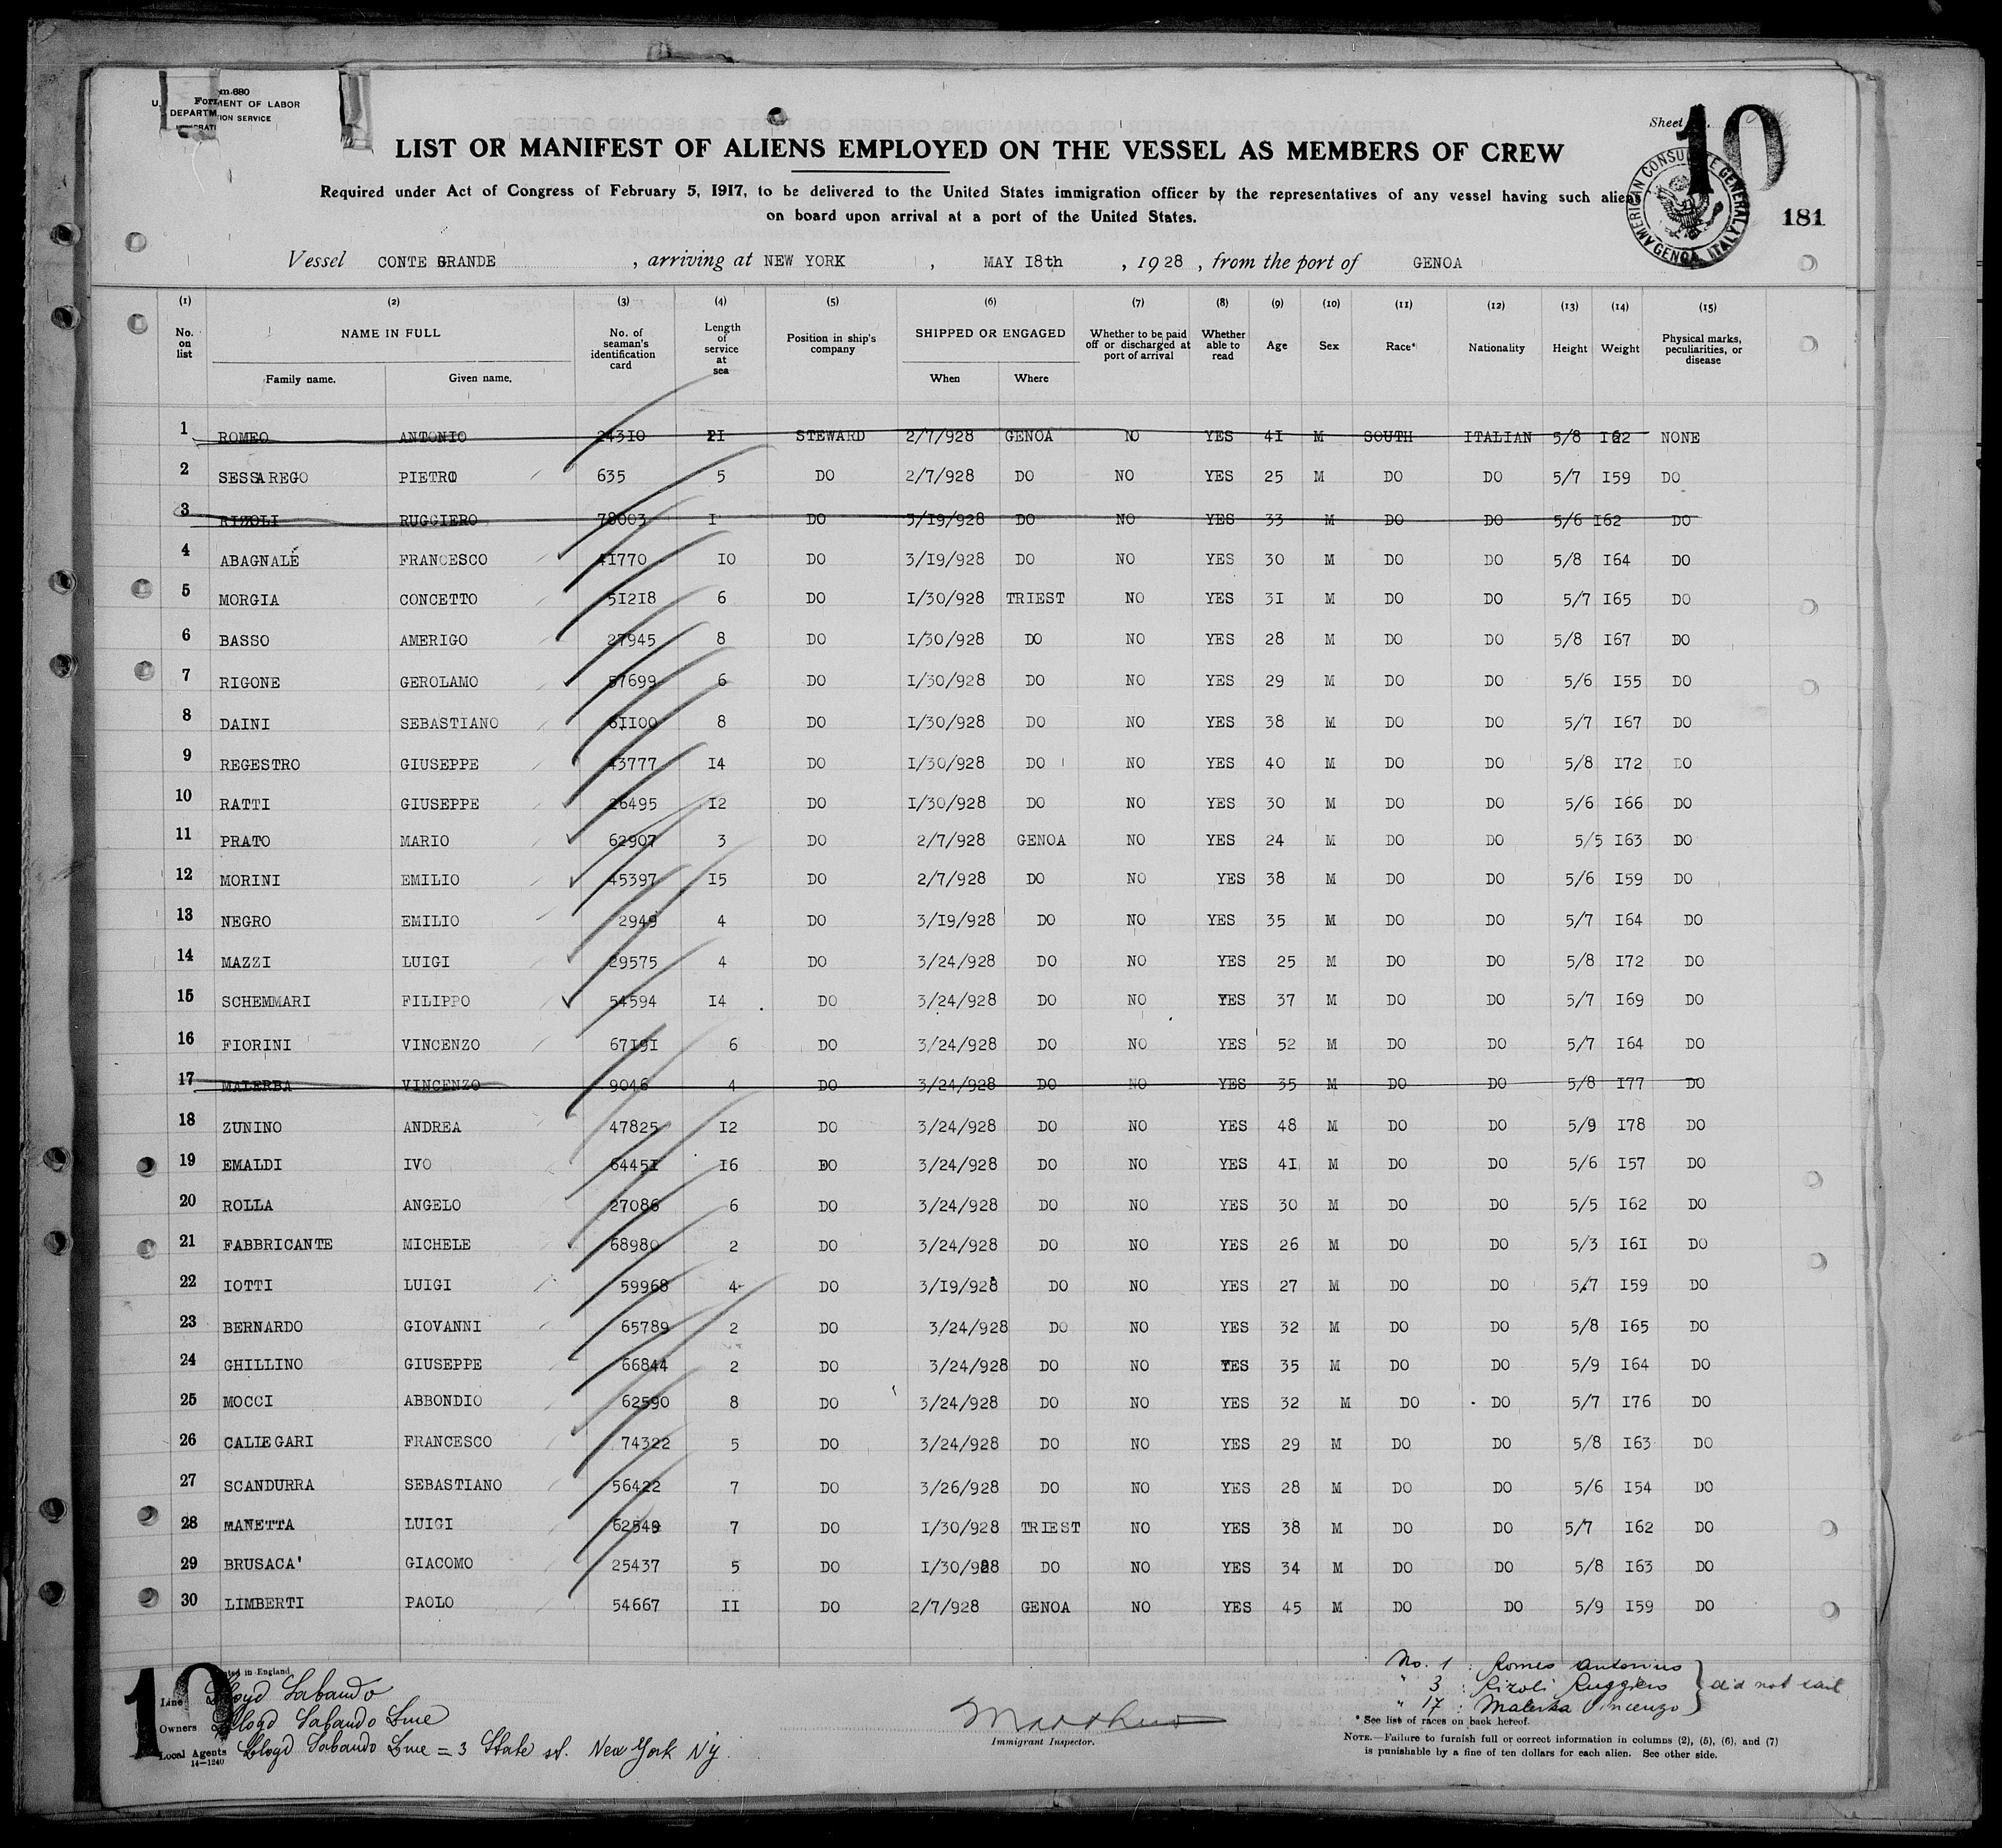 Form 680
U. DEPARTMENT OF LABOR
IMMIGRATION SERVICE
Sheet 10
LIST OR MANIFEST OF ALIENS EMPLOYED ON THE VESSEL AS MEMBERS OF CREW
Required under Act of Congress of February 5, 1917, to be delivered to the United States immigration officer by the representatives of any vessel having such aliens
on board upon arrival at a port of the United States.
AMERICAN CONSULATE GENERAL GENOA, ITALY
181
Vessel CONTE GRANDE, arriving at NEW YORK, MAY 18th, 1928, from the port of GENOA
(1) (2) (3) (4) (5) (6) (7) (8) (9) (10) (11) (12) (13) (14) (15)
No. on list NAME IN FULL No. of seaman's identification card Length of service at sea Position in ship's company SHIPPED OR ENGAGED Whether to be paid off or discharged at port of arrival Whether able to read Age Sex Race* Nationality Height Weight Physical marks, peculiarities, or disease
Family name. Given name. When Where
1 ROMEO ANTONIO 24310 21 STEWARD 2/7/928 GENOA NO YES 41 M SOUTH ITALIAN 5/8 162 NONE
2 SESSAREGO PIETRO 635 5 DO 2/7/928 DO NO YES 25 M DO DO 5/7 159 DO
3 RIZOLI RUGGIERO 78003 1 DO 3/19/928 DO NO YES 33 M DO DO 5/6 162 DO
4 ABAGNALE FRANCESCO 41770 10 DO 3/19/928 DO NO YES 30 M DO DO 5/8 164 DO
5 MORGIA CONCETTO 51218 6 DO 1/30/928 TRIEST NO YES 31 M DO DO 5/7 165 DO
6 BASSO AMERIGO 27945 8 DO 1/30/928 DO NO YES 28 M DO DO 5/8 167 DO
7 RIGONE GEROLAMO 57699 6 DO 1/30/928 DO NO YES 29 M DO DO 5/6 155 DO
8 DAINI SEBASTIANO 61100 8 DO 1/30/928 DO NO YES 38 M DO DO 5/7 167 DO
9 REGESTRO GIUSEPPE 43777 14 DO 1/30/928 DO NO YES 40 M DO DO 5/8 172 DO
10 RATTI GIUSEPPE 26495 12 DO 1/30/928 DO NO YES 30 M DO DO 5/6 166 DO
11 PRATO MARIO 62907 3 DO 2/7/928 GENOA NO YES 24 M DO DO 5/5 163 DO
12 MORINI EMILIO 45397 15 DO 2/7/928 DO NO YES 38 M DO DO 5/6 159 DO
13 NEGRO EMILIO 2949 4 DO 3/19/928 DO NO YES 35 M DO DO 5/7 164 DO
14 MAZZI LUIGI 29575 4 DO 3/24/928 DO NO YES 25 M DO DO 5/8 172 DO
15 SCHEMMARI FILIPPO 54594 14 DO 3/24/928 DO NO YES 37 M DO DO 5/7 169 DO
16 FIORINI VINCENZO 67191 6 DO 3/24/928 DO NO YES 52 M DO DO 5/7 164 DO
17 MALERBA VINCENZO 9046 4 DO 3/24/928 DO NO YES 35 M DO DO 5/8 177 DO
18 ZUNINO ANDREA 47825 12 DO 3/24/928 DO NO YES 48 M DO DO 5/9 178 DO
19 EMALDI IVO 64451 16 DO 3/24/928 DO NO YES 41 M DO DO 5/6 157 DO
20 ROLLA ANGELO 27086 6 DO 3/24/928 DO NO YES 30 M DO DO 5/5 162 DO
21 FABBRICANTE MICHELE 68980 2 DO 3/24/928 DO NO YES 26 M DO DO 5/3 161 DO
22 IOTTI LUIGI 59968 4 DO 3/19/928 DO NO YES 27 M DO DO 5/7 159 DO
23 BERNARDO GIOVANNI 65789 2 DO 3/24/928 DO NO YES 32 M DO DO 5/8 165 DO
24 GHILLINO GIUSEPPE 66844 2 DO 3/24/928 DO NO YES 35 M DO DO 5/9 164 DO
25 MOCCI ABBONDIO 62590 8 DO 3/24/928 DO NO YES 32 M DO DO 5/7 176 DO
26 CALLEGARI FRANCESCO 74322 5 DO 3/24/928 DO NO YES 29 M DO DO 5/8 163 DO
27 SCANDURRA SEBASTIANO 56422 7 DO 3/26/928 DO NO YES 28 M DO DO 5/6 154 DO
28 MANETTA LUIGI 62549 7 DO 1/30/928 TRIEST NO YES 38 M DO DO 5/7 162 DO
29 BRUSACA' GIACOMO 25437 5 DO 1/30/928 DO NO YES 34 M DO DO 5/8 163 DO
30 LIMBERTI PAOLO 54667 11 DO 2/7/928 GENOA NO YES 45 M DO DO 5/9 159 DO
10
Printed in England
Line Lloyd Sabaudo
Owners Lloyd Sabaudo Line
Local Agents Lloyd Sabaudo Line = 3 State st. New York NY.
14—1240
Immigrant Inspector.
No. 1 : Romeo Antonino
" 3 : Rizoli Ruggiero
" 17 : Malerba Vincenzo
did not sail
* See list of races on back hereof.
NOTE.—Failure to furnish full or correct information in columns (2), (5), (6), and (7)
is punishable by a fine of ten dollars for each alien. See other side.